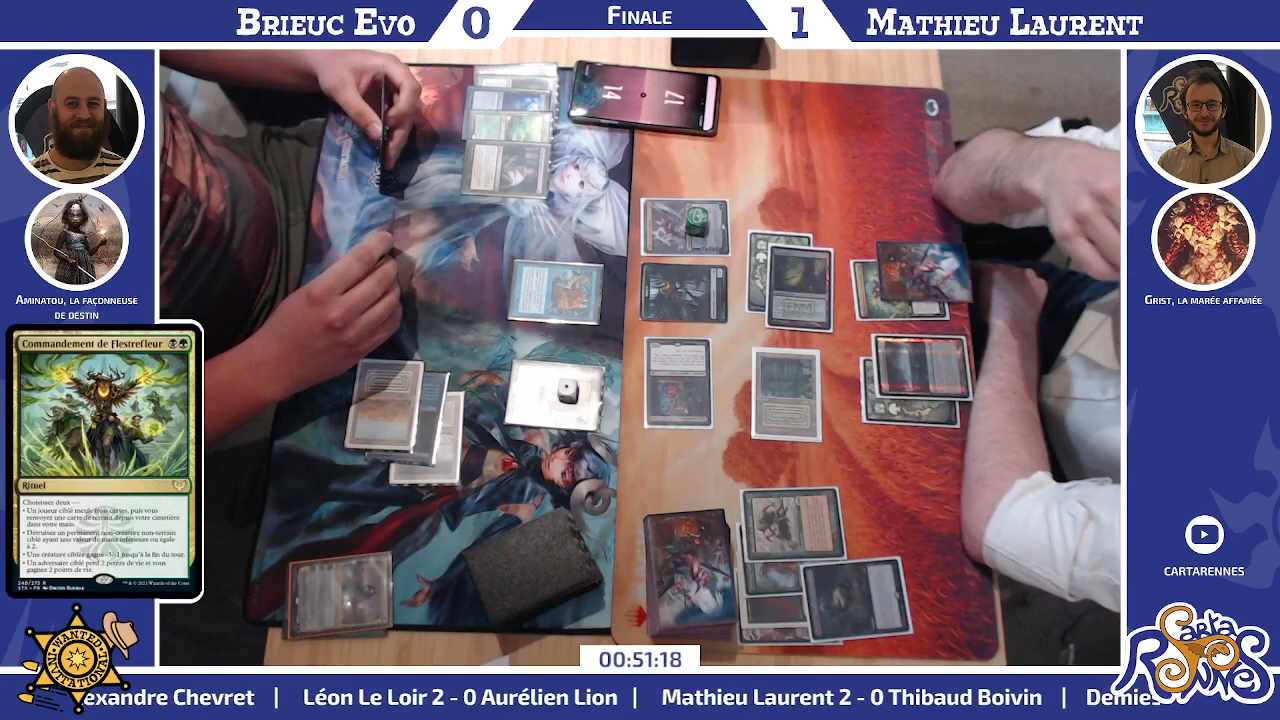 BRIEUC EVO
0
FINALE
1
MATHIEU LAURENT
AMINATOU, LA FAÇONNEUSE
DE DESTIN
GRIST, LA MARÉE AFFAMÉE
14
17
Commandement de Flestrefleur
Rituel
Choisissez deux —
• Un joueur ciblé meule trois cartes, puis vous
renvoyez une carte de terrain depuis votre cimetière
dans votre main.
• Détruisez un permanent non-créature non-terrain
ciblé ayant une valeur de mana inférieure ou égale
à 2.
• Une créature ciblée gagne -3/-1 jusqu'à la fin du tour.
• Un adversaire ciblé perd 2 points de vie et vous
gagnez 2 points de vie.
CARTARENNES
WANTED
INVITATIONAL
Carta
Rennes
00:51:18
exandre Chevret | Léon Le Loir 2 - 0 Aurélien Lion | Mathieu Laurent 2 - 0 Thibaud Boivin | Demies